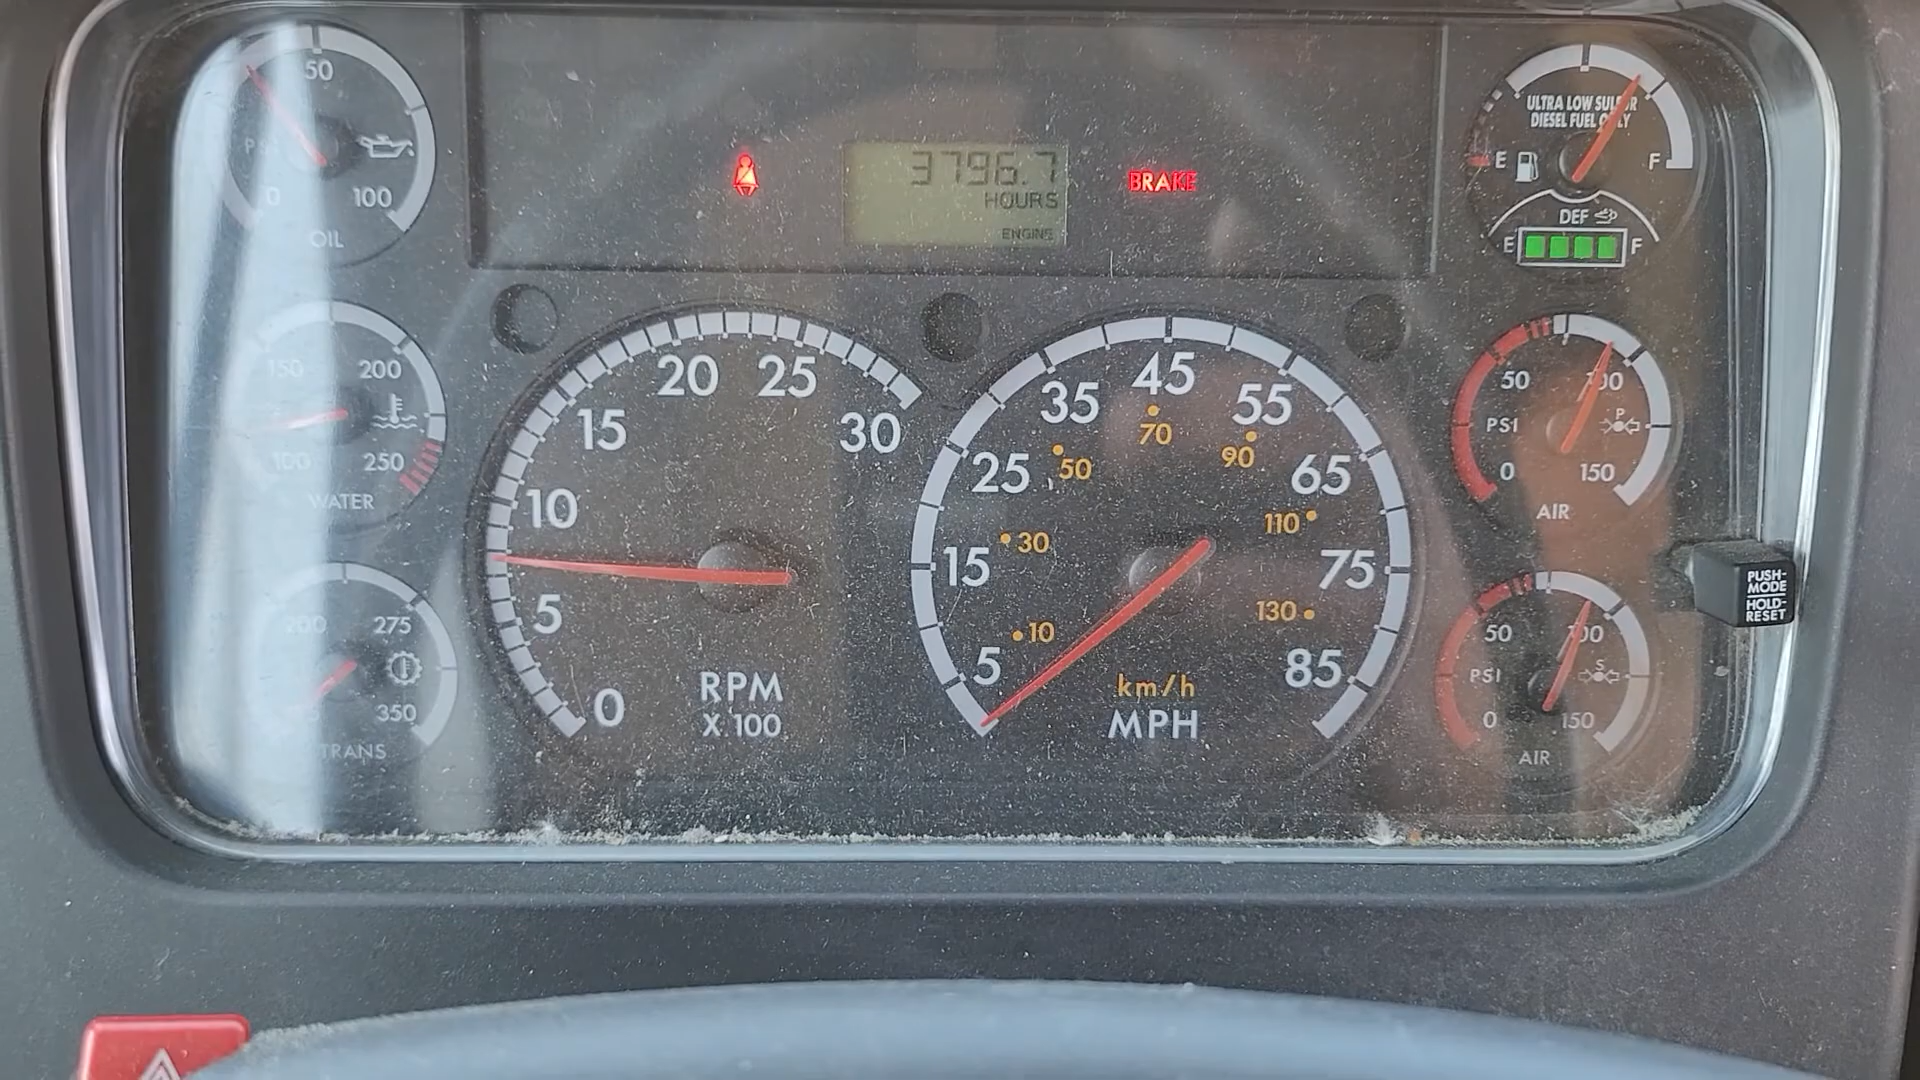 50
PSI
0
100
OIL
3796.7
HOURS
ENGINE
BRAKE
ULTRA LOW SULFUR
DIESEL FUEL ONLY
E
F
DEF
E
F
150
200
100
250
WATER
0
5
10
15
20
25
30
RPM
X 100
5
15
25
35
45
55
65
75
85
10
30
50
70
90
110
130
km/h
MPH
50
100
PSI
P
0
150
AIR
200
275
350
TRANS
50
100
PSI
S
0
150
AIR
PUSH-
MODE
HOLD-
RESET